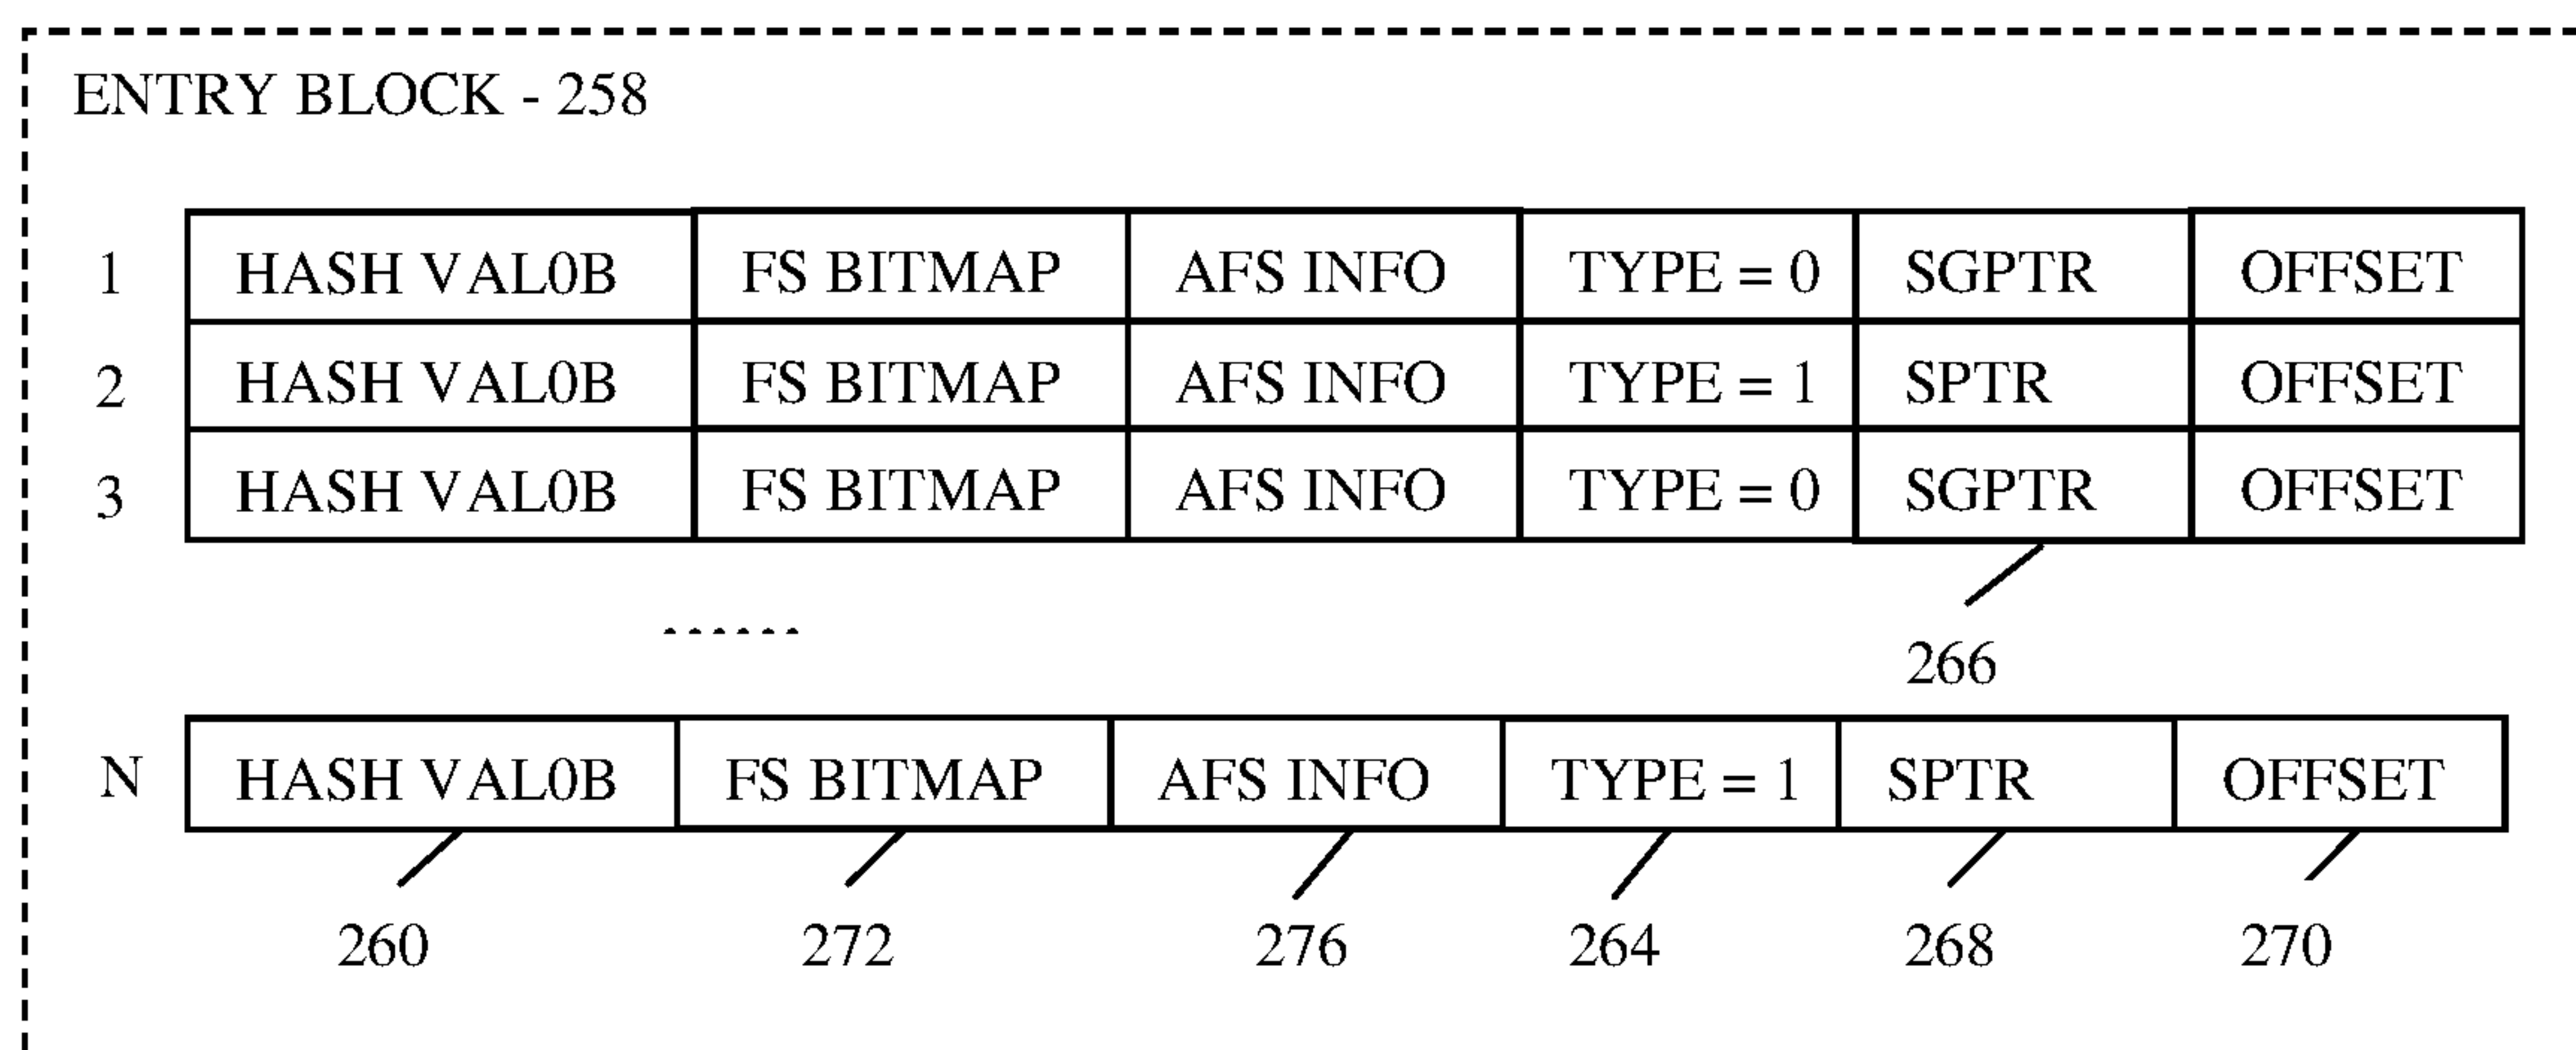 ENTRY BLOCK - 258
1 HASH VAL0B FS BITMAP AFS INFO TYPE = 0 SGPTR OFFSET
2 HASH VAL0B FS BITMAP AFS INFO TYPE = 1 SPTR OFFSET
3 HASH VAL0B FS BITMAP AFS INFO TYPE = 0 SGPTR OFFSET
......
266
N HASH VAL0B FS BITMAP AFS INFO TYPE = 1 SPTR OFFSET
260 272 276 264 268 270